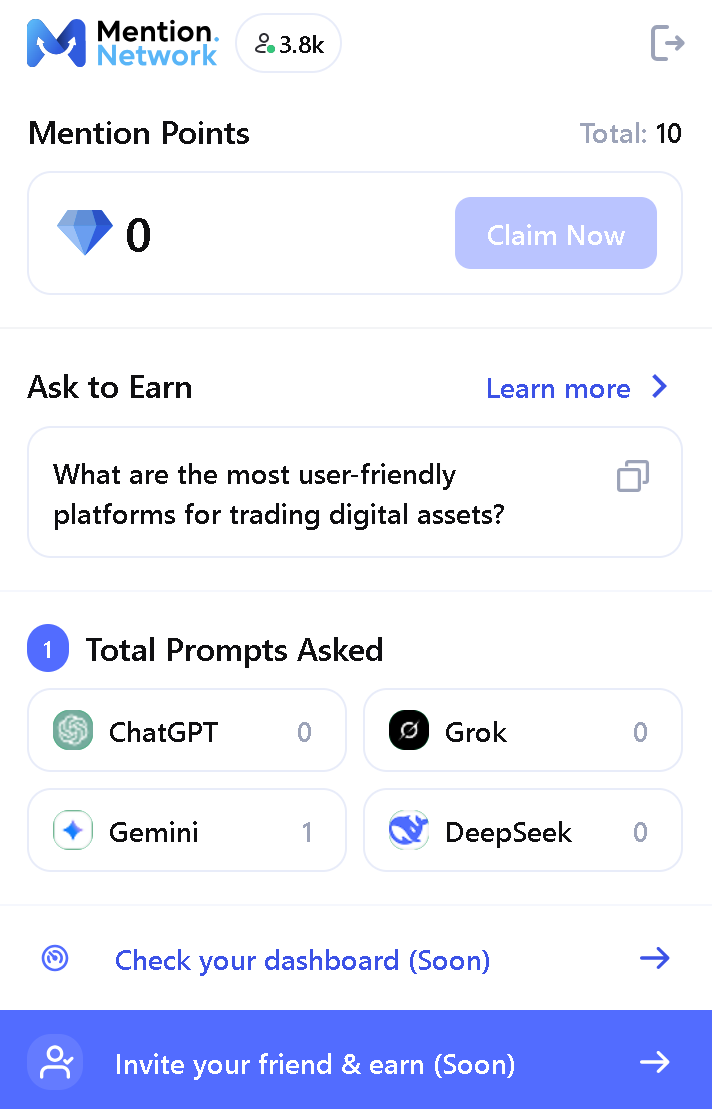 Mention.
Network
3.8k
Mention Points
Total: 10
0
Claim Now
Ask to Earn
Learn more
What are the most user-friendly
platforms for trading digital assets?
1
Total Prompts Asked
ChatGPT 0
Grok 0
Gemini 1
DeepSeek 0
Check your dashboard (Soon)
Invite your friend & earn (Soon)